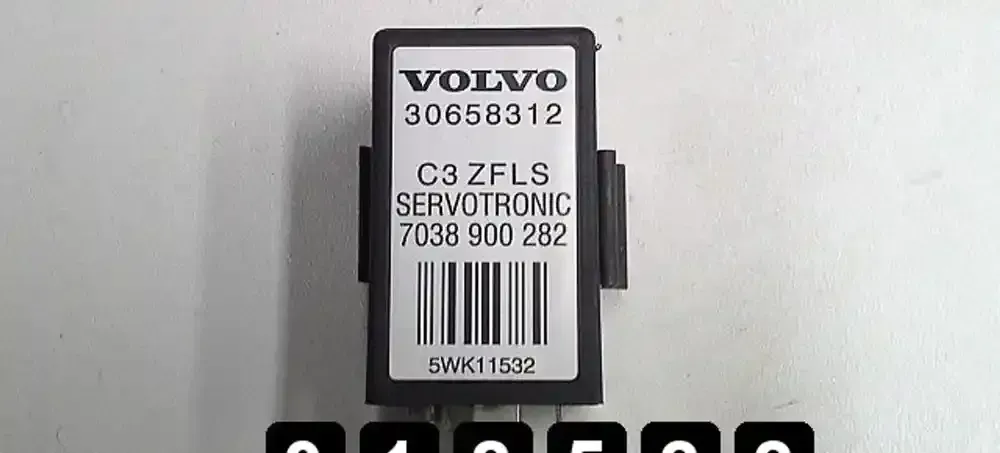 VOLVO
30658312
C3 ZFLS
SERVOTRONIC
7038 900 282
5WK11532